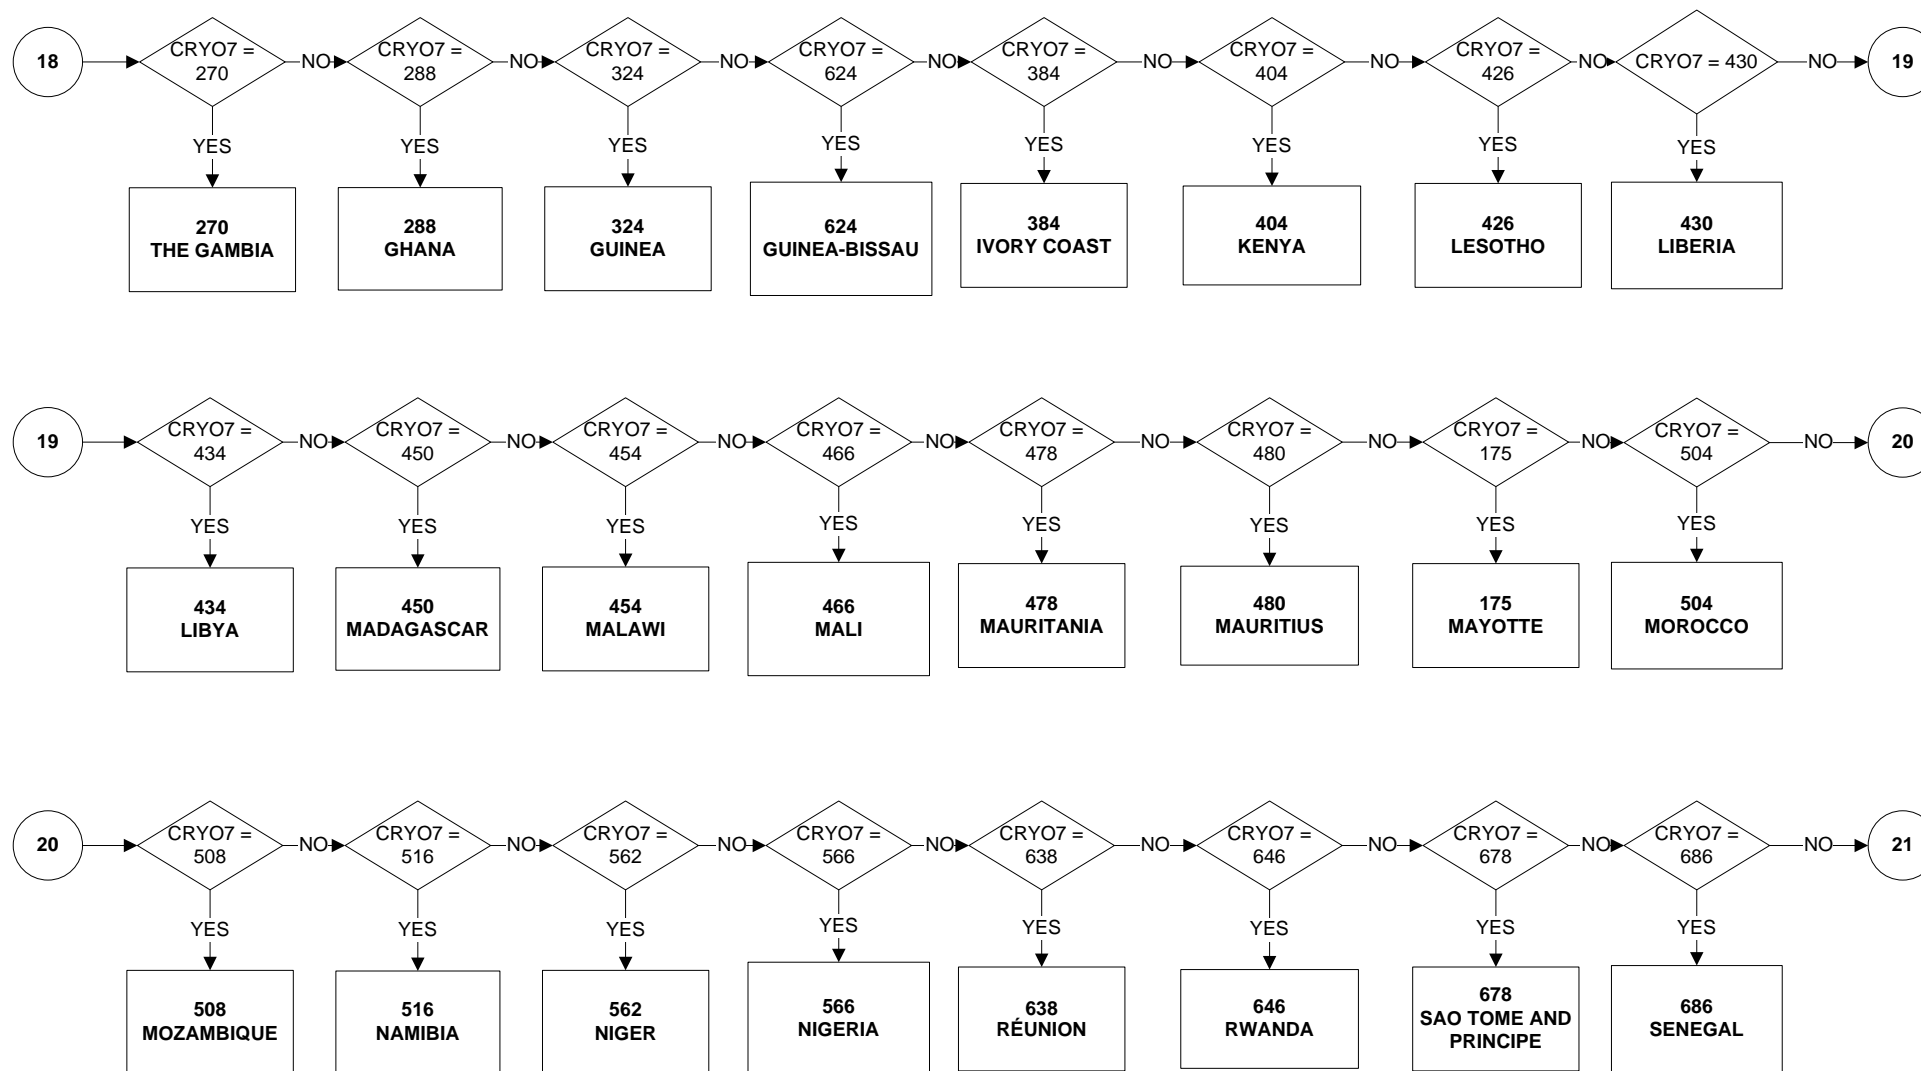 18
CRYO7 =
270
NO
CRYO7 =
288
NO
CRYO7 =
324
NO
CRYO7 =
624
NO
CRYO7 =
384
NO
CRYO7 =
404
NO
CRYO7 =
426
NO
CRYO7 = 430
NO
19
YES
YES
YES
YES
YES
YES
YES
YES
270
THE GAMBIA
288
GHANA
324
GUINEA
624
GUINEA-BISSAU
384
IVORY COAST
404
KENYA
426
LESOTHO
430
LIBERIA
19
CRYO7 =
434
NO
CRYO7 =
450
NO
CRYO7 =
454
NO
CRYO7 =
466
NO
CRYO7 =
478
NO
CRYO7 =
480
NO
CRYO7 =
175
NO
CRYO7 =
504
NO
20
YES
YES
YES
YES
YES
YES
YES
YES
434
LIBYA
450
MADAGASCAR
454
MALAWI
466
MALI
478
MAURITANIA
480
MAURITIUS
175
MAYOTTE
504
MOROCCO
20
CRYO7 =
508
NO
CRYO7 =
516
NO
CRYO7 =
562
NO
CRYO7 =
566
NO
CRYO7 =
638
NO
CRYO7 =
646
NO
CRYO7 =
678
NO
CRYO7 =
686
NO
21
YES
YES
YES
YES
YES
YES
YES
YES
508
MOZAMBIQUE
516
NAMIBIA
562
NIGER
566
NIGERIA
638
RÉUNION
646
RWANDA
678
SAO TOME AND
PRINCIPE
686
SENEGAL